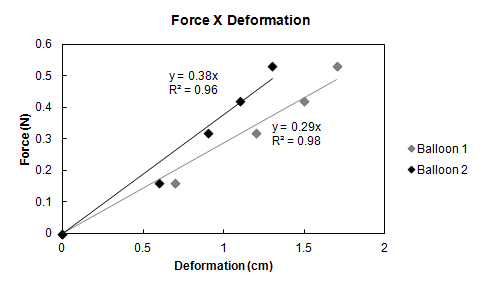 Force X Deformation
0.6
0.5
0.4
0.3
0.2
0.1
0
Force (N)
y = 0.38x
R² = 0.96
y = 0.29x
R² = 0.98
Balloon 1
Balloon 2
0
0.5
1
1.5
2
Deformation (cm)